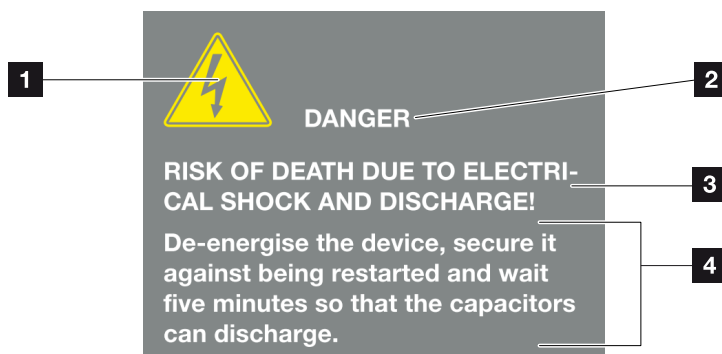 1
2
DANGER
RISK OF DEATH DUE TO ELECTRI-
3
CAL SHOCK AND DISCHARGE!
De-energise the device, secure it
against being restarted and wait
4
five minutes so that the capacitors
can discharge.